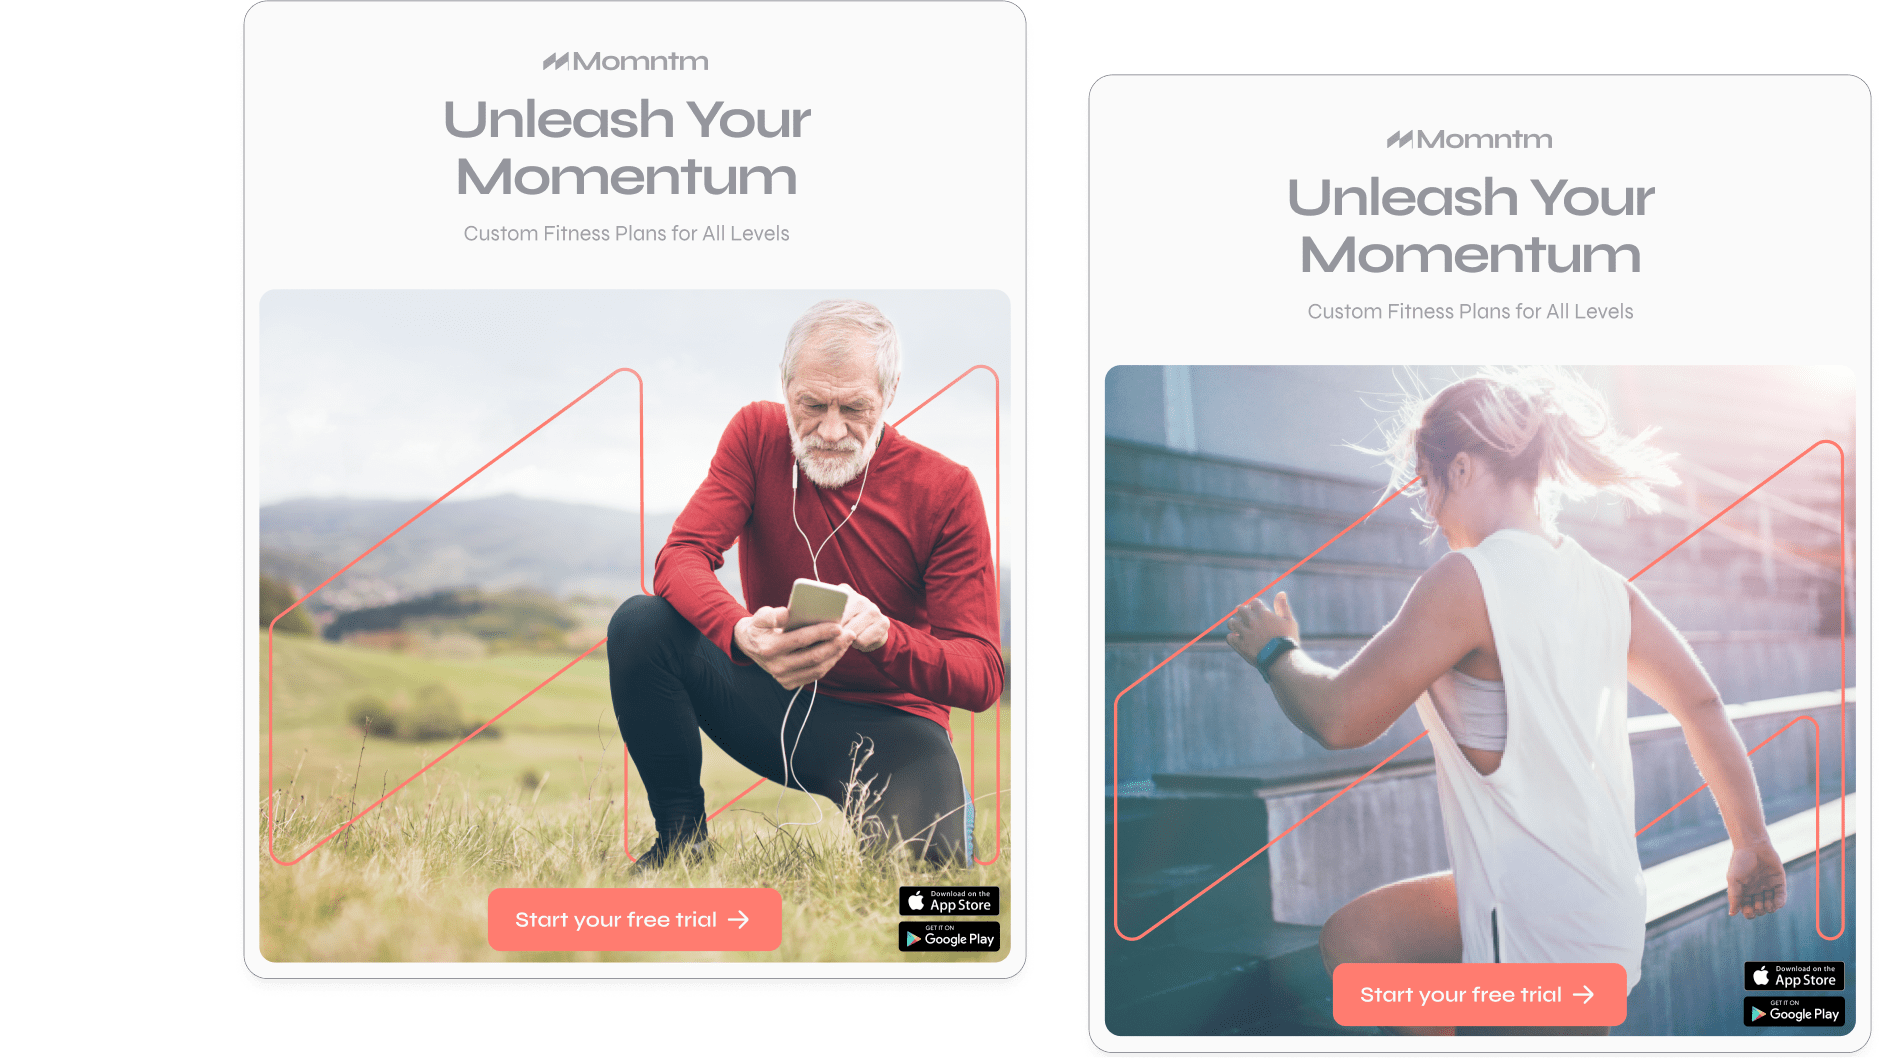 Momntm
Unleash Your
Momentum
Custom Fitness Plans for All Levels
Start your free trial
Download on the
App Store
GET IT ON
Google Play
Momntm
Unleash Your
Momentum
Custom Fitness Plans for All Levels
Start your free trial
Download on the
App Store
GET IT ON
Google Play